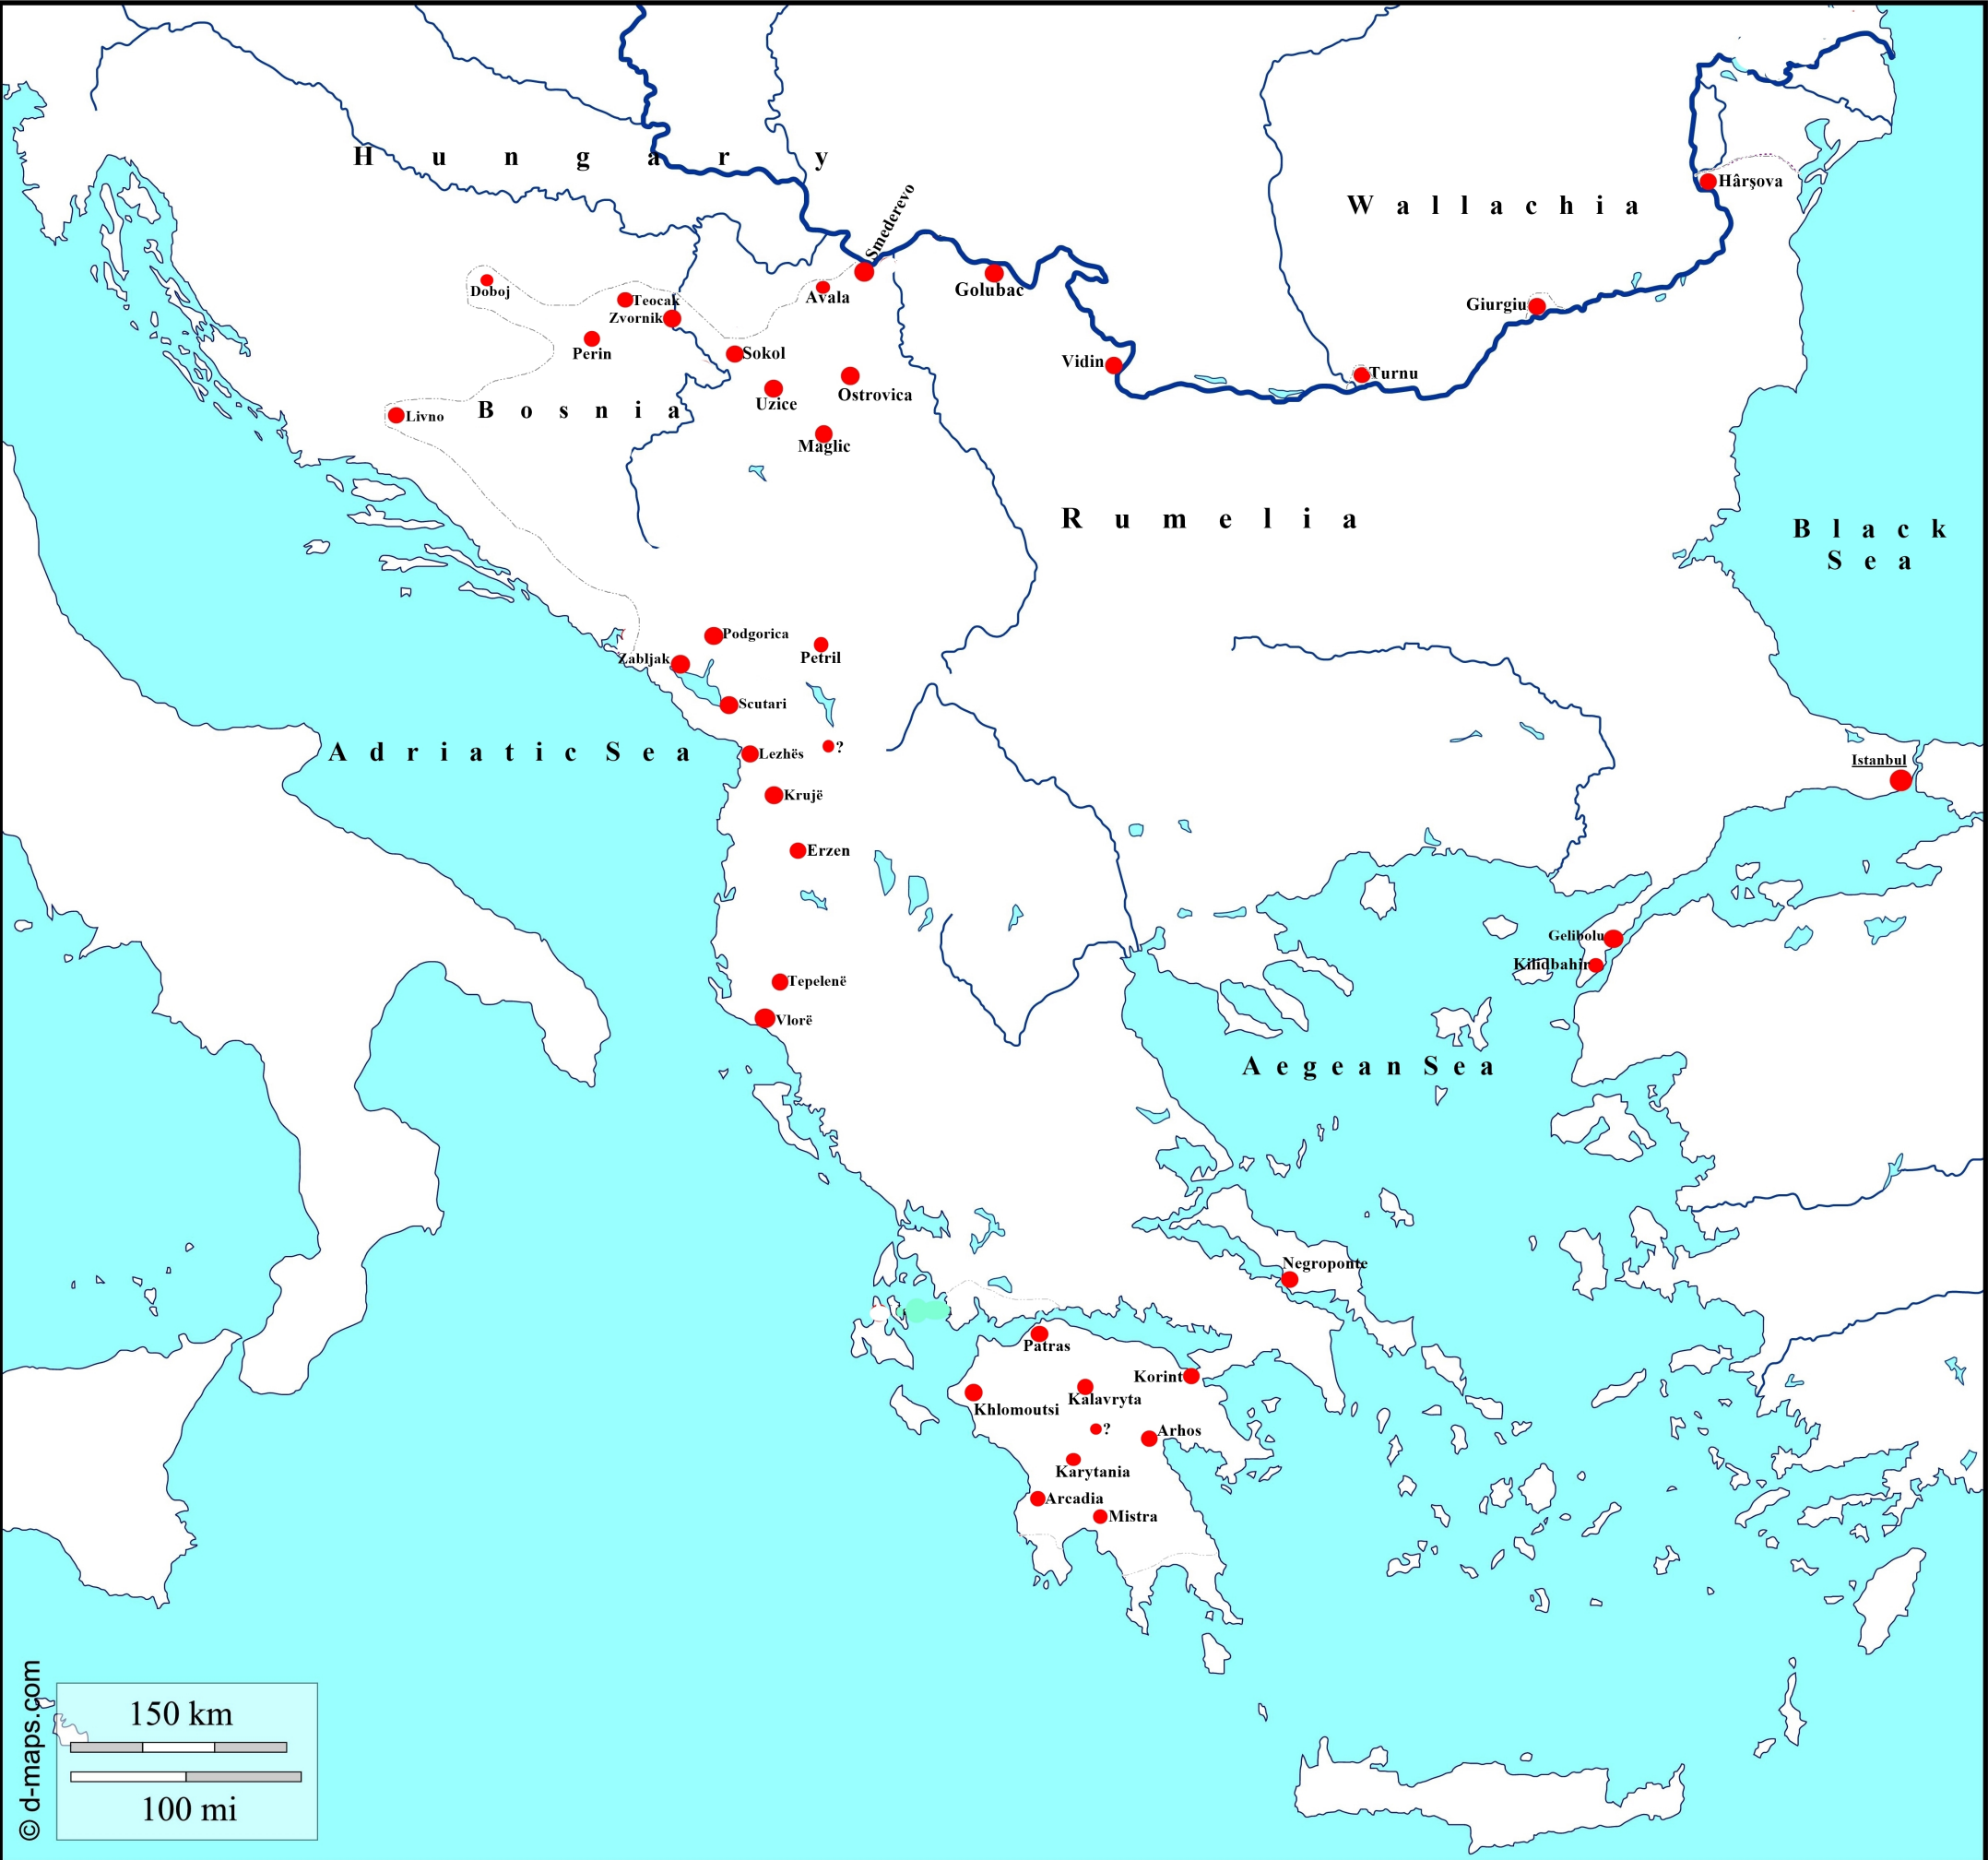 H u n g a r y
Smederevo
Wallachia
Hârşova
Doboj
Teocak
Zvornik
Avala
Golubac
Giurgiu
Perin
Sokol
Vidin
Turnu
Uzice
Ostrovica
Livno
Bosnia
Maglic
Rumelia
Black
Sea
Podgorica
Petril
Zabljak
Scutari
Adriatic Sea
Lezhës
?
Istanbul
Krujë
Erzen
Gelibolu
Kilidbahir
Tepelenë
Vlorë
Aegean Sea
Negroponte
Patras
Korint
Kalavryta
Khlomoutsi
?
Arhos
Karytania
Arcadia
Mistra
150 km
100 mi
© d-maps.com